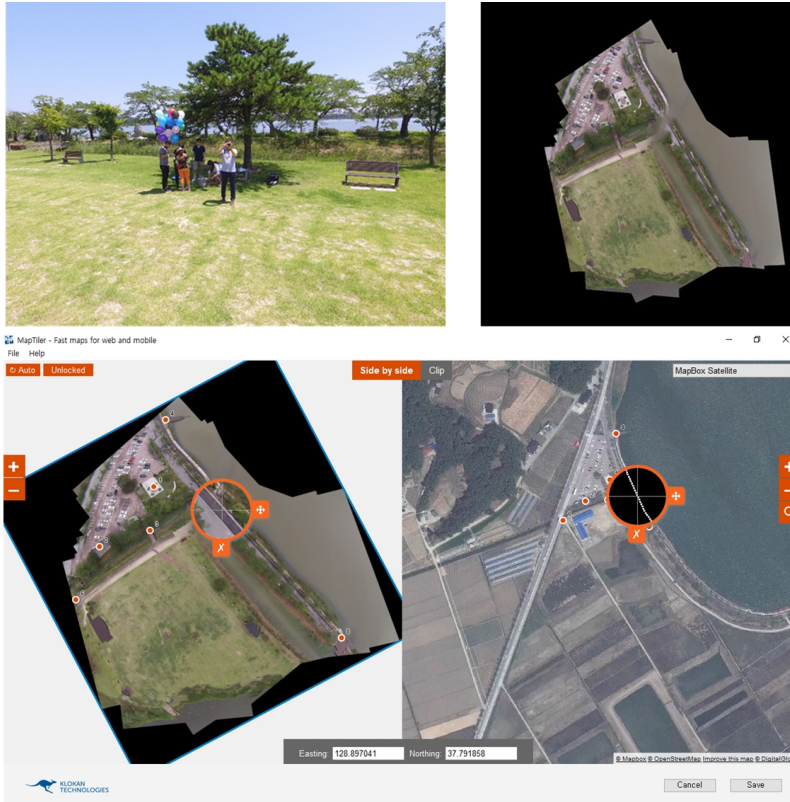 MapTiler - Fast maps for web and mobile
File Help
Auto Unlocked
Side by side Clip
MapBox Satellite
Easting: 128.897041 Northing: 37.791858
© Mapbox © OpenStreetMap Improve this map © DigitalGlo
KLOKAN
TECHNOLOGIES
Cancel Save